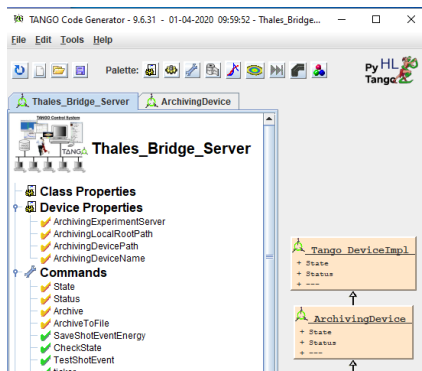 TANGO Code Generator - 9.6.31 - 01-04-2020 09:59:52 - Thales_Bridge...
File Edit Tools Help
Palette:
Py HL
Tango
Thales_Bridge_Server
ArchivingDevice
TANGO Control System
TANGO
Thales_Bridge_Server
Class Properties
Device Properties
ArchivingExperimentServer
ArchivingLocalRootPath
ArchivingDevicePath
ArchivingDeviceName
Commands
State
Status
Archive
ArchiveToFile
SaveShotEventEnergy
CheckState
TestShotEvent
Tango DeviceImpl
+ State
+ Status
+ ---
ArchivingDevice
+ State
+ Status
+ ---